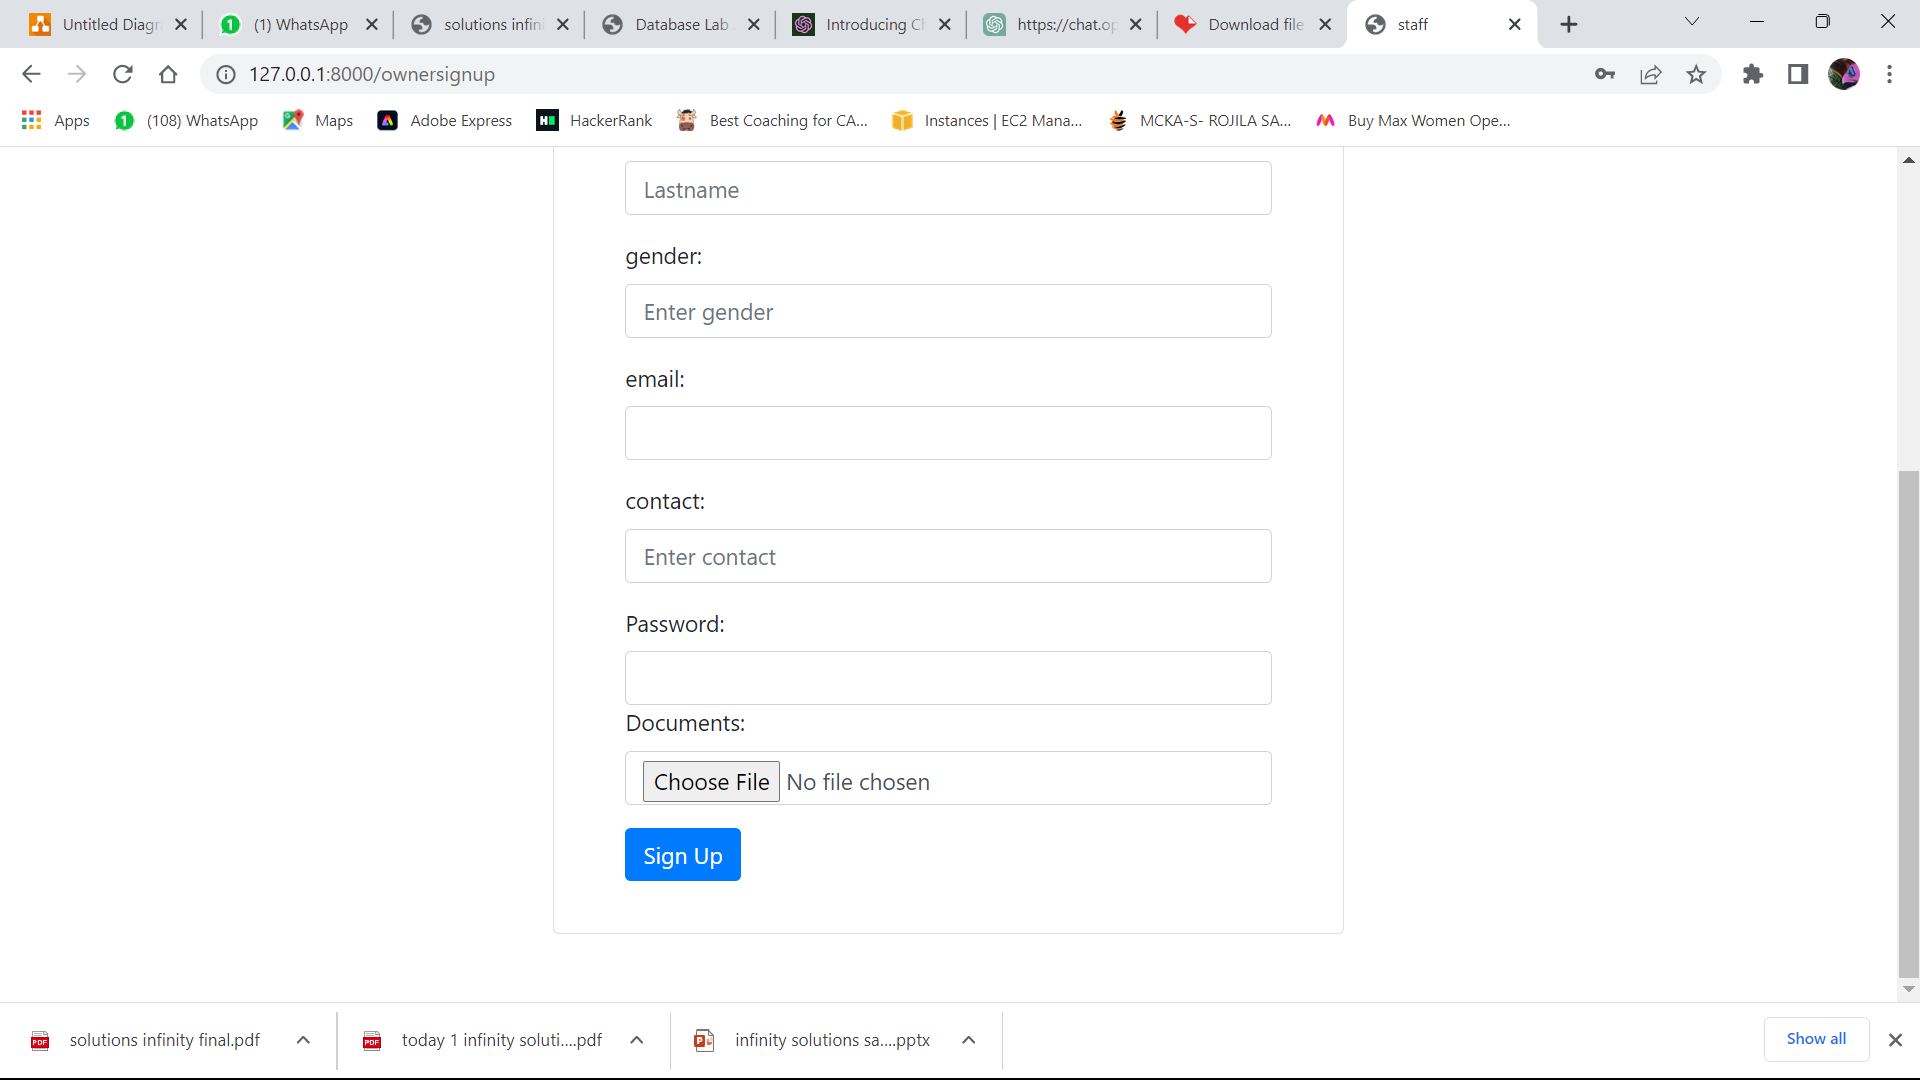 Untitled Diagr
(1) WhatsApp
solutions infini
Database Lab
Introducing Ch
https://chat.op
Download file
staff
127.0.0.1:8000/ownersignup
Apps
(108) WhatsApp
Maps
Adobe Express
HackerRank
Best Coaching for CA...
Instances | EC2 Mana...
MCKA-S- ROJILA SA...
Buy Max Women Ope...
Lastname
gender:
Enter gender
email:
contact:
Enter contact
Password:
Documents:
Choose File No file chosen
Sign Up
solutions infinity final.pdf
today 1 infinity soluti....pdf
infinity solutions sa....pptx
Show all